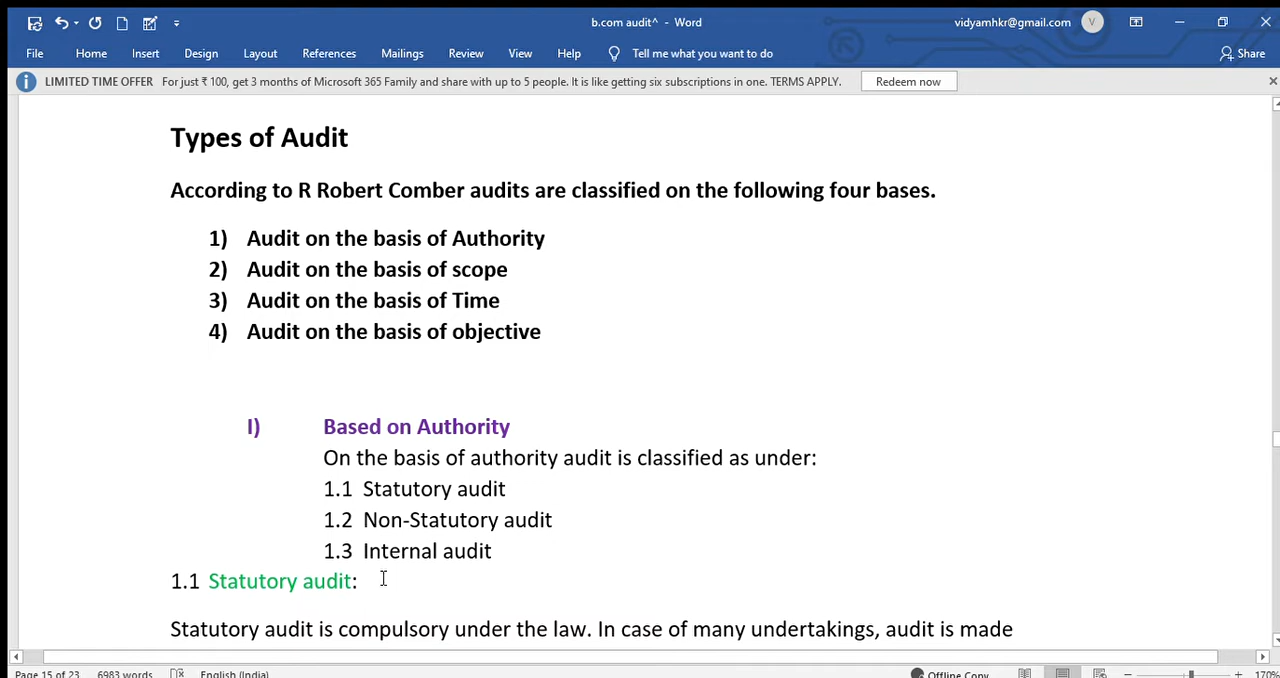 b.com audit^ - Word
vidyamhkr@gmail.com
V
File Home Insert Design Layout References Mailings Review View Help Tell me what you want to do Share
LIMITED TIME OFFER For just ₹ 100, get 3 months of Microsoft 365 Family and share with up to 5 people. It is like getting six subscriptions in one. TERMS APPLY. Redeem now
Types of Audit
According to R Robert Comber audits are classified on the following four bases.
1) Audit on the basis of Authority
2) Audit on the basis of scope
3) Audit on the basis of Time
4) Audit on the basis of objective
I) Based on Authority
On the basis of authority audit is classified as under:
1.1 Statutory audit
1.2 Non-Statutory audit
1.3 Internal audit
1.1 Statutory audit:
Statutory audit is compulsory under the law. In case of many undertakings, audit is made
Page 15 of 23 6983 words English (India) Offline Copy 170%